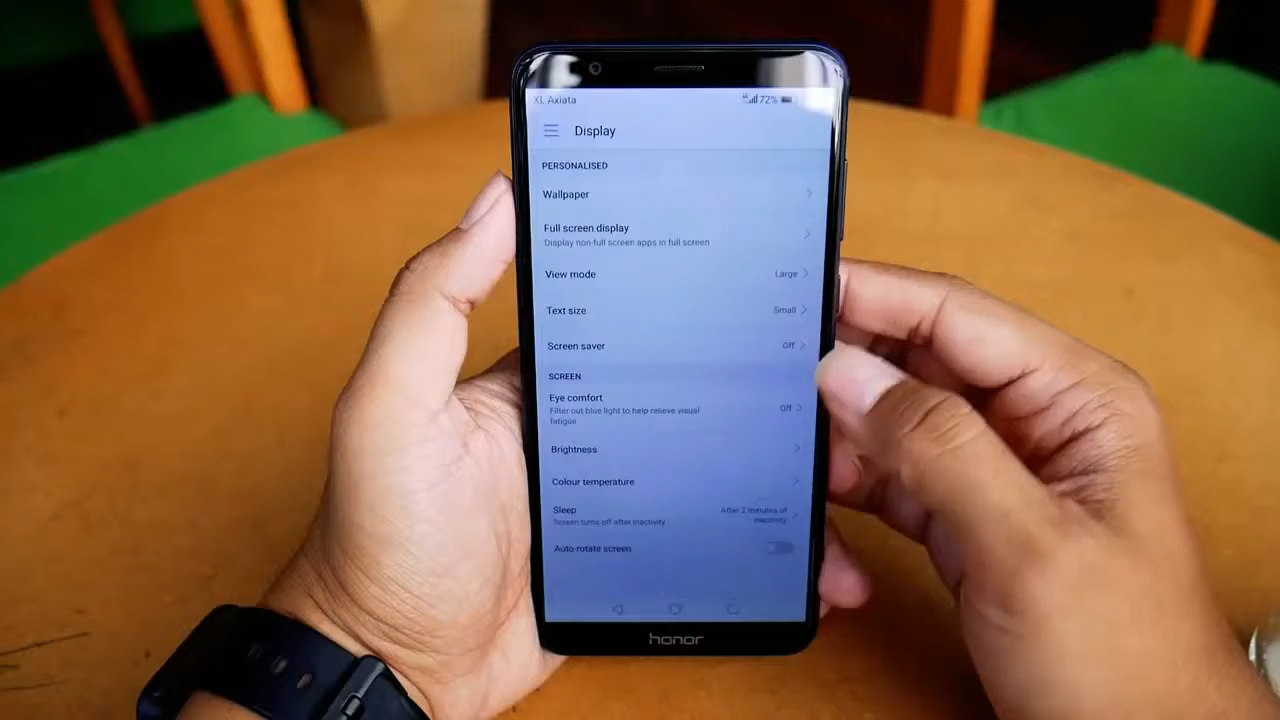 XL Axiata 72%
Display
PERSONALISED
Wallpaper
Full screen display
Display non-full screen apps in full screen
View mode Large
Text size Small
Screen saver Off
SCREEN
Eye comfort
Filter out blue light to help relieve visual Off
fatigue
Brightness
Colour temperature
Sleep After 2 minutes of
Screen turns off after inactivity inactivity
Auto-rotate screen
honor